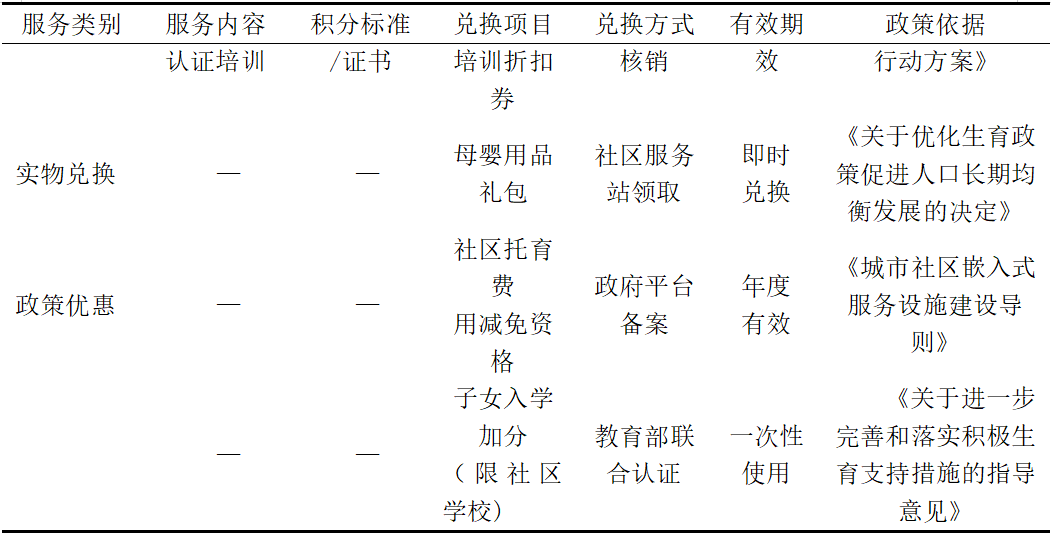 服务类别 服务内容 积分标准 兑换项目 兑换方式 有效期 政策依据
认证培训 /证书 培训折扣 核销 效 行动方案》
券
《关于优化生育政
母婴用品 社区服务 即时
实物兑换 — — 策促进人口长期均
礼包 站领取 兑换
衡发展的决定》
社区托育
费 政府平台 年度 《城市社区嵌入式
政策优惠 — — 服务设施建设导
用减免资 备案 有效
格 则》
子女入学 《关于进一步
加分 教育部联 一次性 完善和落实积极生
— —
（限社区 合认证 使用 育支持措施的指导
学校） 意见》